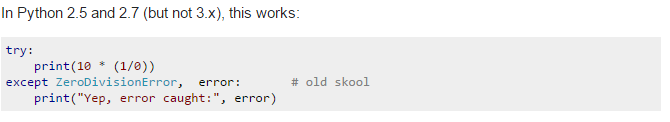 In Python 2.5 and 2.7 (but not 3.x), this works:
try:
    print(10 * (1/0))
except ZeroDivisionError,  error:       # old skool
    print("Yep, error caught:", error)